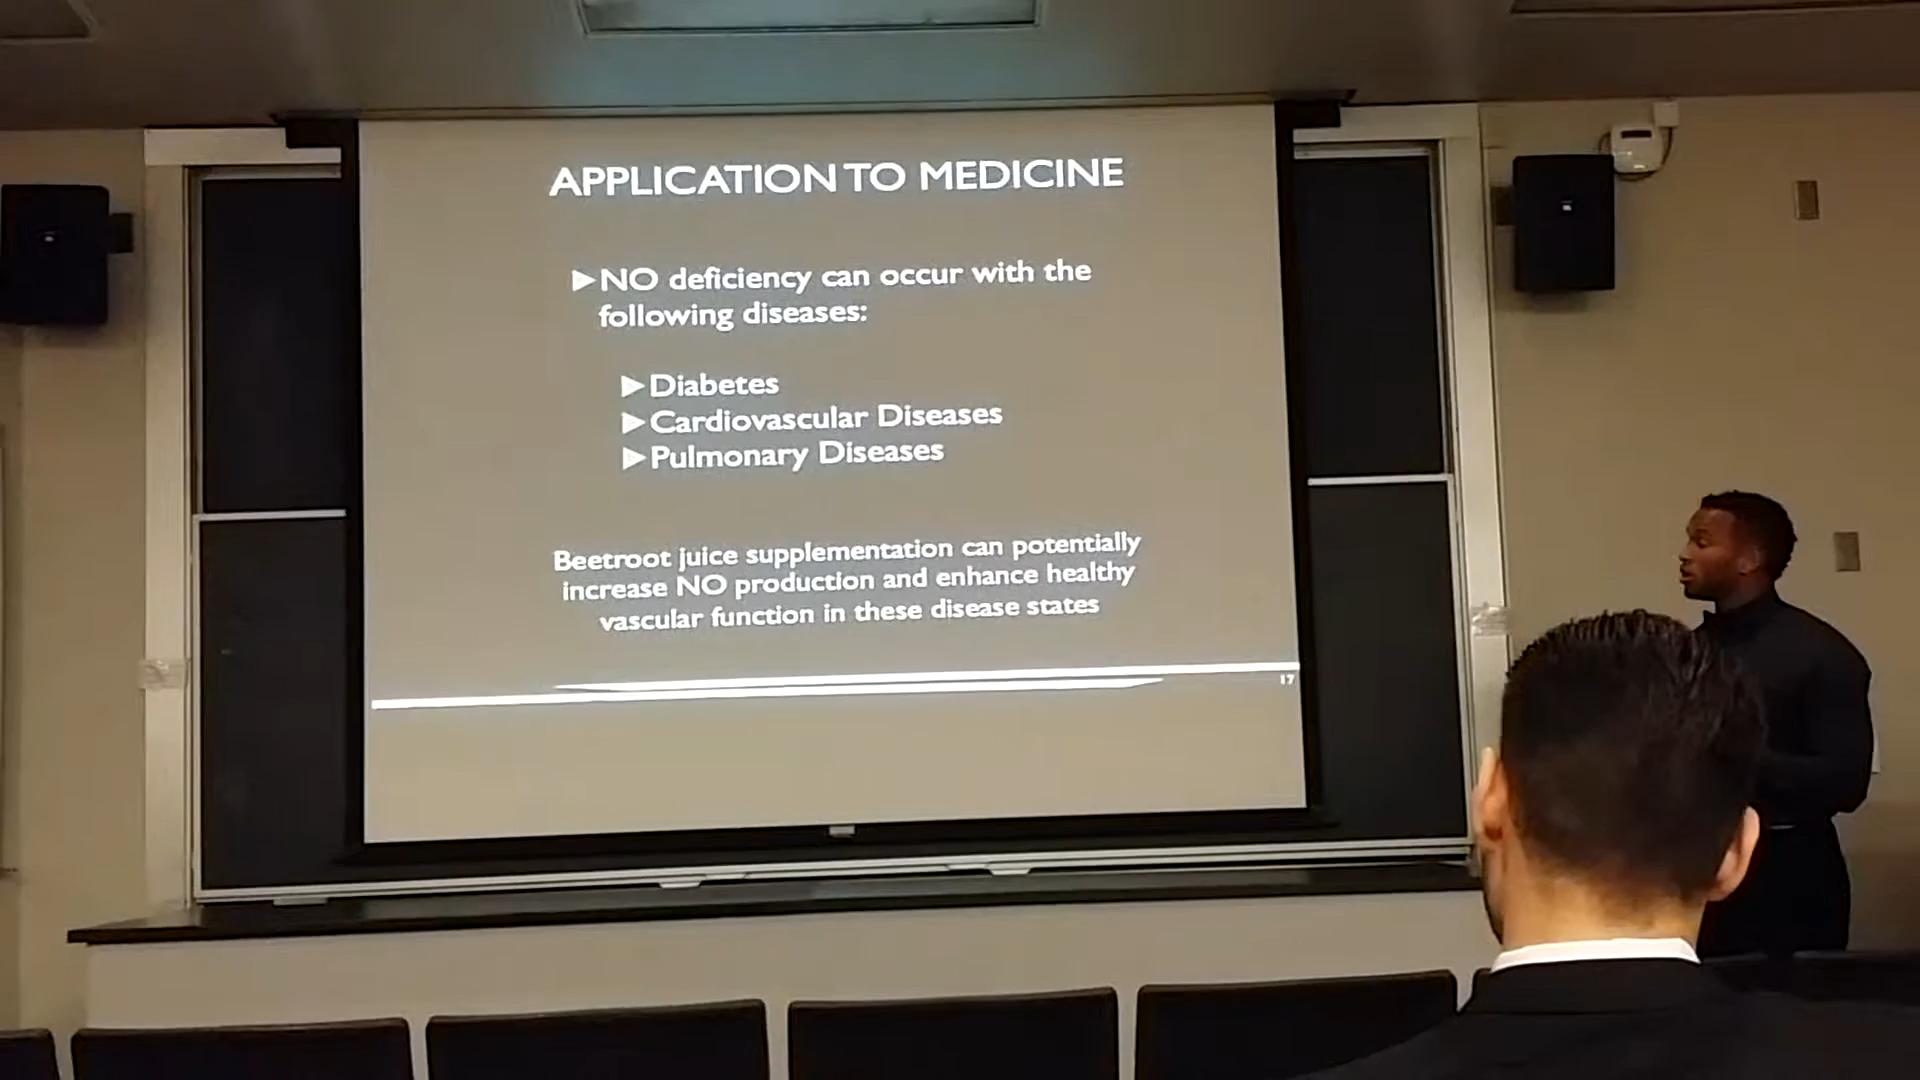 APPLICATION TO MEDICINE
►NO deficiency can occur with the
following diseases:
►Diabetes
►Cardiovascular Diseases
►Pulmonary Diseases
Beetroot juice supplementation can potentially
increase NO production and enhance healthy
vascular function in these disease states
17